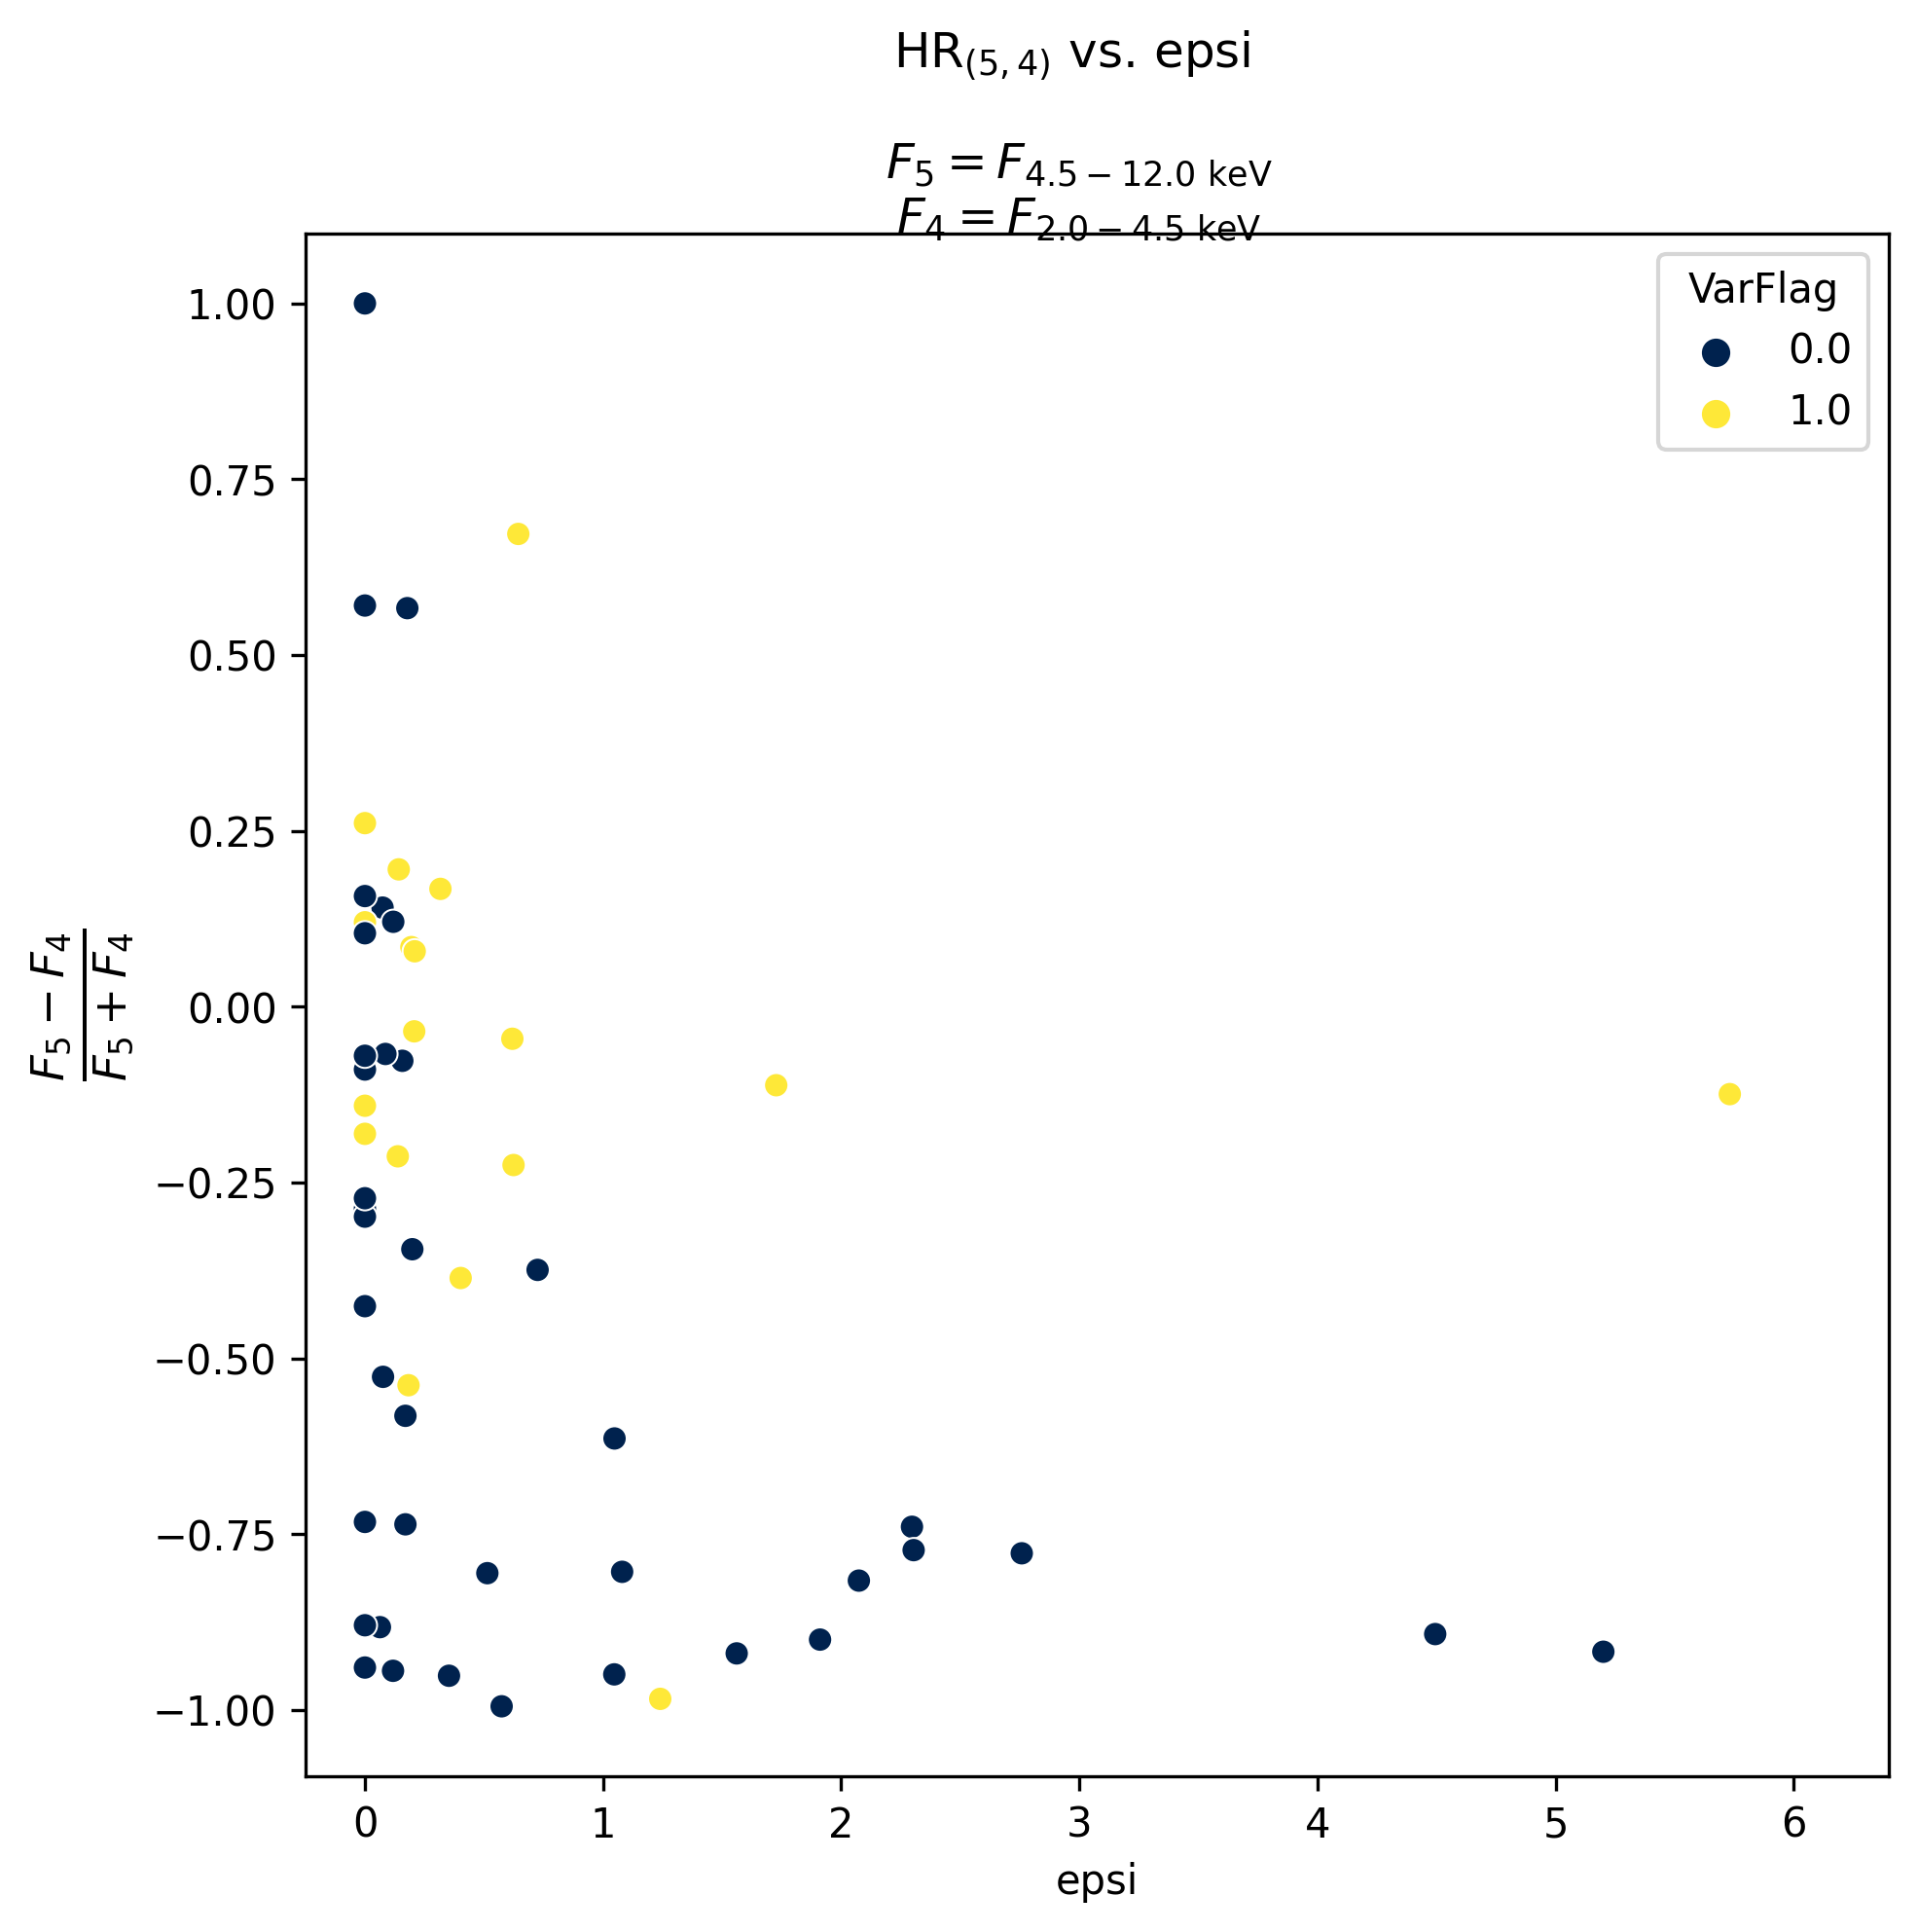 HR(5, 4) vs. epsi
F5 = F4.5 − 12.0 keV
F4 = F2.0 − 4.5 keV
VarFlag
0.0
1.0
1.00
0.75
0.50
0.25
0.00
−0.25
−0.50
−0.75
−1.00
F5 − F4
F5 + F4
0 1 2 3 4 5 6
epsi